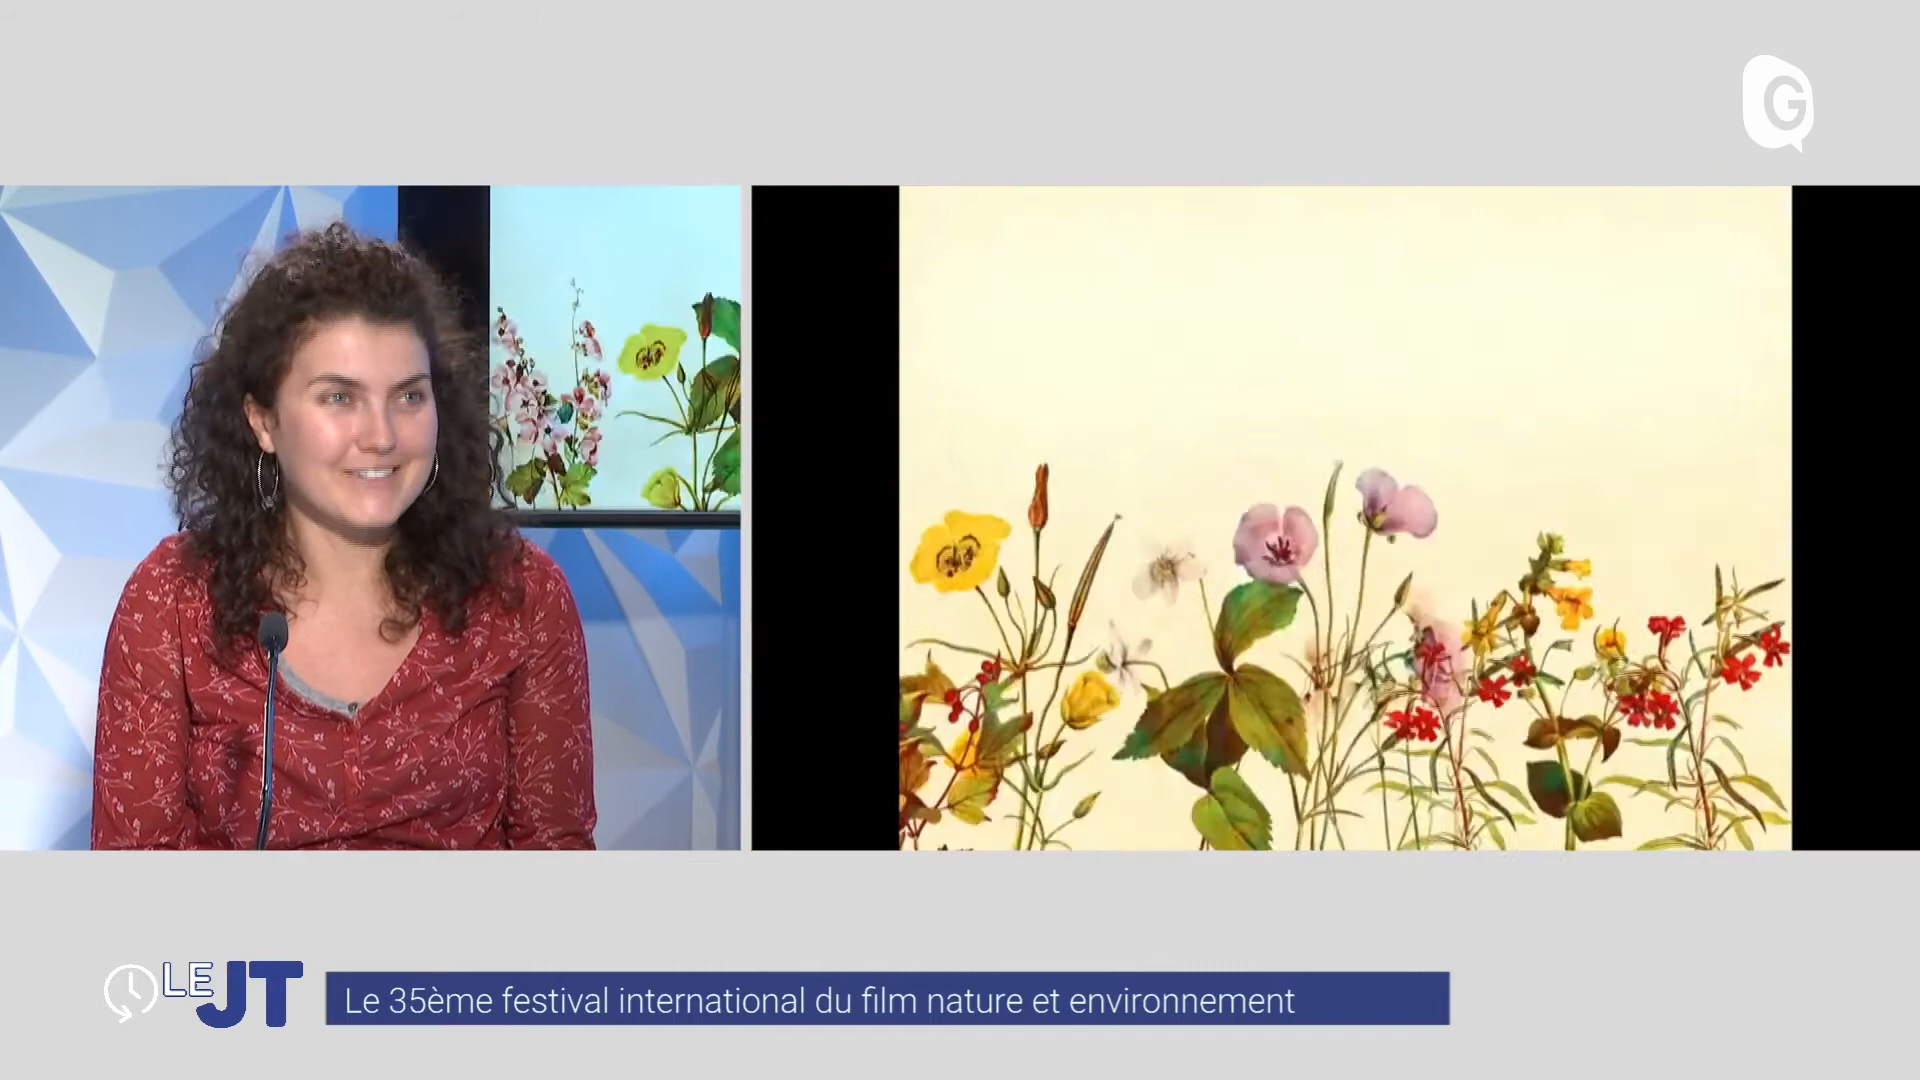 G
LE JT
Le 35ème festival international du film nature et environnement